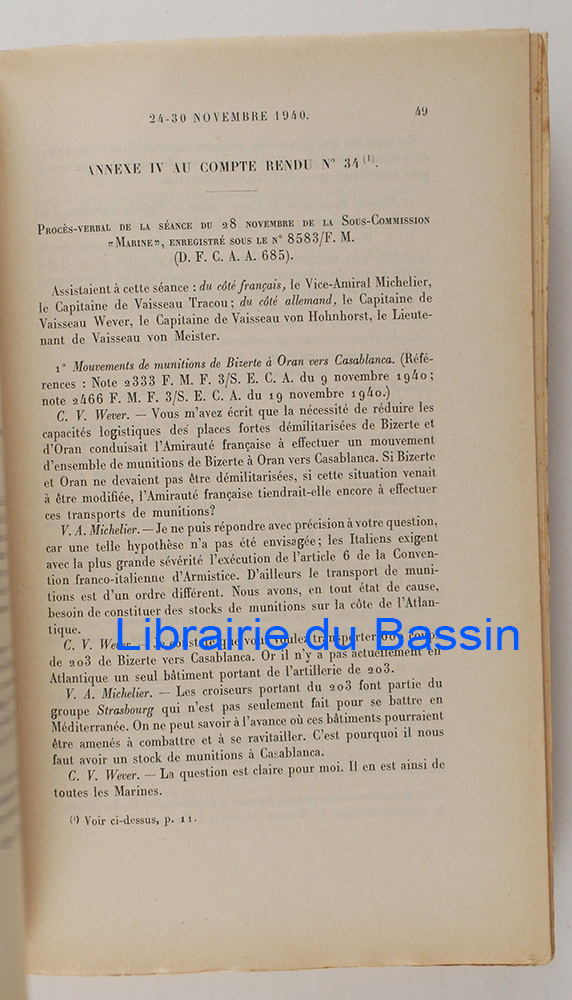 24-30 NOVEMBRE 1940. 49
ANNEXE IV AU COMPTE RENDU N° 34 (1).
PROCÈS-VERBAL DE LA SÉANCE DU 28 NOVEMBRE DE LA SOUS-COMMISSION
«MARINE», ENREGISTRÉ SOUS LE N° 8583/F. M.
(D. F. C. A. A. 685).
Assistaient à cette séance : du côté français, le Vice-Amiral Michelier,
le Capitaine de Vaisseau Tracou; du côté allemand, le Capitaine de
Vaisseau Wever, le Capitaine de Vaisseau von Hohnhorst, le Lieute-
nant de Vaisseau von Meister.
1° Mouvements de munitions de Bizerte à Oran vers Casablanca. (Réfé-
rences : Note 2333 F. M. F. 3/S. E. C. A. du 9 novembre 1940;
note 2466 F. M. F. 3/S. E. C. A. du 19 novembre 1940.)
C. V. Wever. — Vous m'avez écrit que la nécessité de réduire les
capacités logistiques des places fortes démilitarisées de Bizerte et
d'Oran conduisait l'Amirauté française à effectuer un mouvement
d'ensemble de munitions de Bizerte à Oran vers Casablanca. Si Bizerte
et Oran ne devaient pas être démilitarisées, si cette situation venait
à être modifiée, l'Amirauté française tiendrait-elle encore à effectuer
ces transports de munitions?
V. A. Michelier. — Je ne puis répondre avec précision à votre question,
car une telle hypothèse n'a pas été envisagée; les Italiens exigent
avec la plus grande sévérité l'exécution de l'article 6 de la Conven-
tion franco-italienne d'Armistice. D'ailleurs le transport de muni-
tions est d'un ordre différent. Nous avons, en tout état de cause,
besoin de constituer des stocks de munitions sur la côte de l'Atlan-
tique.
Librairie du Bassin
C. V. Wever. — que vous voulez transporter
de 203 de Bizerte vers Casablanca. Or il n'y a pas actuellement en
Atlantique un seul bâtiment portant de l'artillerie de 203.
V. A. Michelier. — Les croiseurs portant du 203 font partie du
groupe Strasbourg qui n'est pas seulement fait pour se battre en
Méditerranée. On ne peut savoir à l'avance où ces bâtiments pourraient
être amenés à combattre et à se ravitailler. C'est pourquoi il nous
faut avoir un stock de munitions à Casablanca.
C. V. Wever. — La question est claire pour moi. Il en est ainsi de
toutes les Marines.
(1) Voir ci-dessus, p. 11.